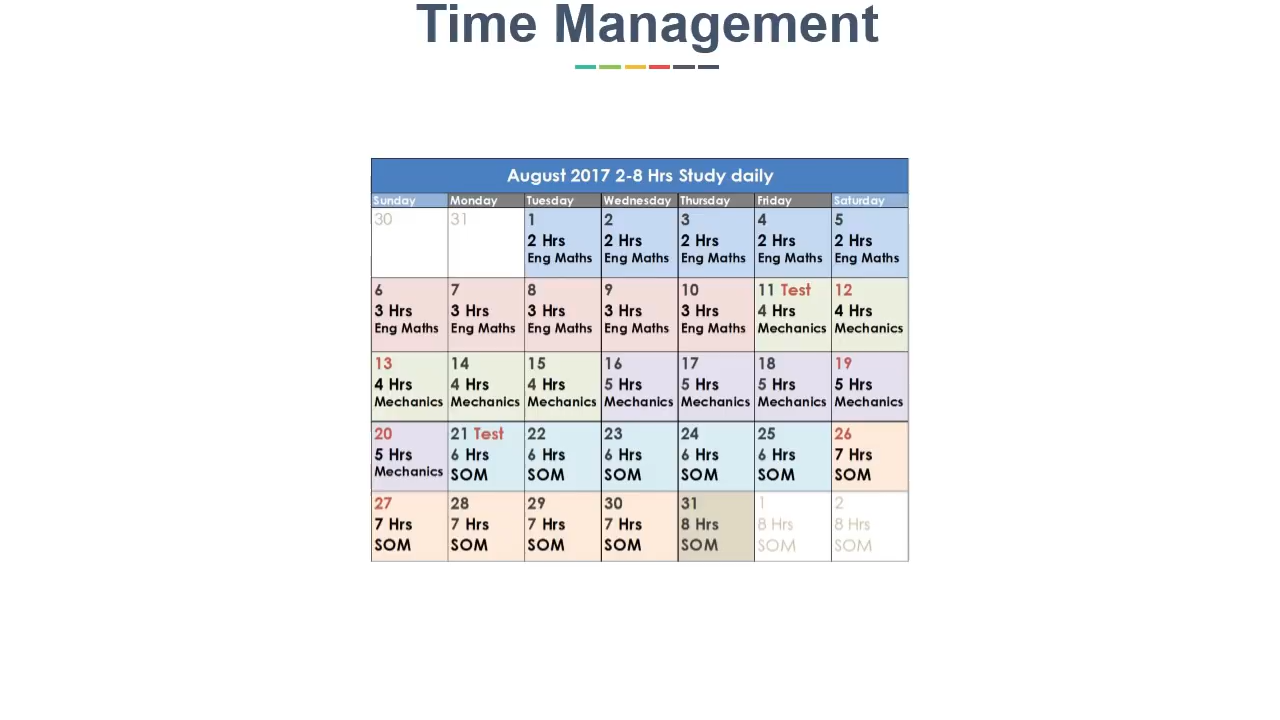 Time Management
August 2017 2-8 Hrs Study daily
Sunday Monday Tuesday Wednesday Thursday Friday Saturday
30 31 1 2 3 4 5
2 Hrs 2 Hrs 2 Hrs 2 Hrs 2 Hrs
Eng Maths Eng Maths Eng Maths Eng Maths Eng Maths
6 7 8 9 10 11 Test 12
3 Hrs 3 Hrs 3 Hrs 3 Hrs 3 Hrs 4 Hrs 4 Hrs
Eng Maths Eng Maths Eng Maths Eng Maths Eng Maths Mechanics Mechanics
13 14 15 16 17 18 19
4 Hrs 4 Hrs 4 Hrs 5 Hrs 5 Hrs 5 Hrs 5 Hrs
Mechanics Mechanics Mechanics Mechanics Mechanics Mechanics Mechanics
20 21 Test 22 23 24 25 26
5 Hrs 6 Hrs 6 Hrs 6 Hrs 6 Hrs 6 Hrs 7 Hrs
Mechanics SOM SOM SOM SOM SOM SOM
27 28 29 30 31 1 2
7 Hrs 7 Hrs 7 Hrs 7 Hrs 8 Hrs 8 Hrs 8 Hrs
SOM SOM SOM SOM SOM SOM SOM